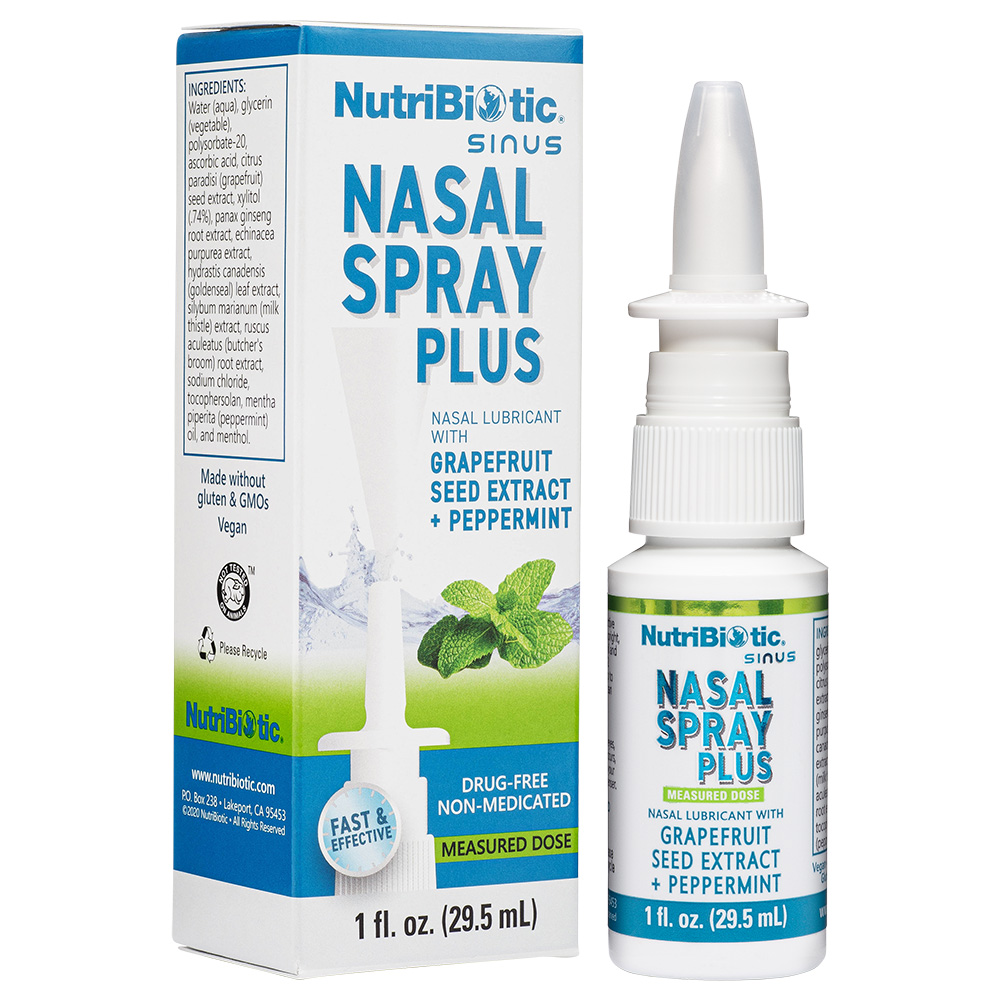 INGREDIENTS:
Water (aqua), glycerin
(vegetable),
polysorbate-20,
ascorbic acid, citrus
paradisi (grapefruit)
seed extract, xylitol
(.74%), panax ginseng
root extract, echinacea
purpurea extract,
hydrastis canadensis
(goldenseal) leaf extract,
silybum marianum (milk
thistle) extract, ruscus
aculeatus (butcher's
broom) root extract,
sodium chloride,
tocophersolan, mentha
piperita (peppermint)
oil, and menthol.
Made without
gluten & GMOs
Vegan
NOT TESTED
ON ANIMALS
TM
Please Recycle
NutriBiotic®
www.nutribiotic.com
P.O. Box 238 • Lakeport, CA 95453
©2020 NutriBiotic • All Rights Reserved
NutriBiotic®
SINUS
NASAL
SPRAY
PLUS
NASAL LUBRICANT
WITH
GRAPEFRUIT
SEED EXTRACT
+ PEPPERMINT
DRUG-FREE
NON-MEDICATED
FAST &
EFFECTIVE
MEASURED DOSE
1 fl. oz. (29.5 mL)
NutriBiotic®
SINUS
NASAL
SPRAY
PLUS
MEASURED DOSE
NASAL LUBRICANT WITH
GRAPEFRUIT
SEED EXTRACT
+ PEPPERMINT
1 fl. oz. (29.5 mL)